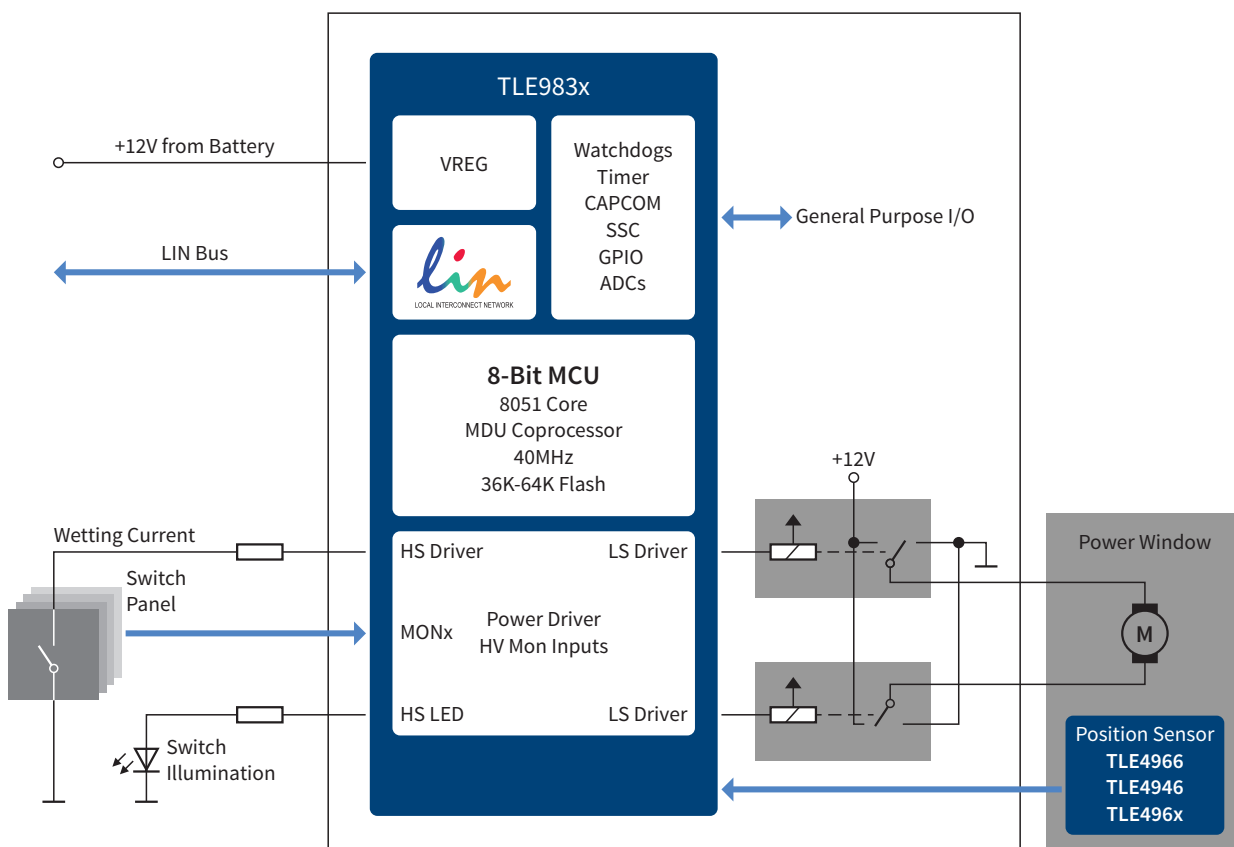 TLE983x
+12V from Battery
VREG
Watchdogs
Timer
CAPCOM
SSC
GPIO
ADCs
General Purpose I/O
LIN Bus
lin
LOCAL INTERCONNECT NETWORK
8-Bit MCU
8051 Core
MDU Coprocessor
40MHz
36K-64K Flash
+12V
Wetting Current
HS Driver
LS Driver
Power Window
Switch
Panel
MONx
Power Driver
HV Mon Inputs
M
HS LED
LS Driver
Switch
Illumination
Position Sensor
TLE4966
TLE4946
TLE496x